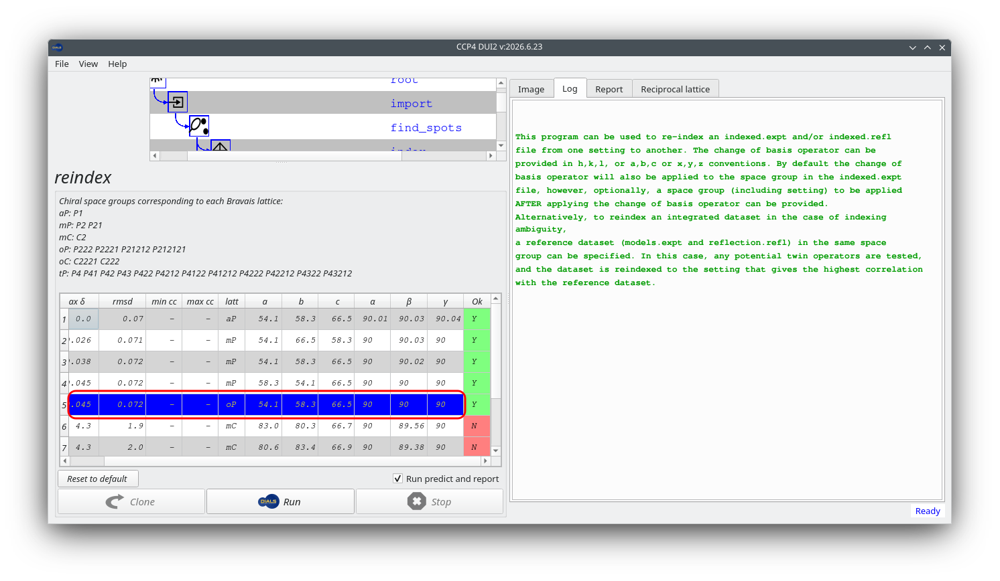 CCP4 DUI2 v:2026.6.23
File View Help
root
import
find_spots
index
Image Log Report Reciprocal lattice
reindex
Chiral space groups corresponding to each Bravais lattice:
aP: P1
mP: P2 P21
mC: C2
oP: P222 P2221 P21212 P212121
oC: C2221 C222
tP: P4 P41 P42 P43 P422 P4212 P4122 P41212 P4222 P42212 P4322 P43212
ax δ rmsd min cc max cc latt a b c α β γ Ok
1 0.0 0.07 - - aP 54.1 58.3 66.5 90.01 90.03 90.04 Y
2 .026 0.071 - - mP 54.1 66.5 58.3 90 90.03 90 Y
3 .038 0.072 - - mP 54.1 58.3 66.5 90 90.02 90 Y
4 .045 0.072 - - mP 58.3 54.1 66.5 90 90 90 Y
5 .045 0.072 - - oP 54.1 58.3 66.5 90 90 90 Y
6 4.3 1.9 - - mC 83.0 80.3 66.7 90 89.56 90 N
7 4.3 2.0 - - mC 80.6 83.4 66.9 90 89.38 90 N
Reset to default Run predict and report
Clone DIALS Run Stop
This program can be used to re-index an indexed.expt and/or indexed.refl
file from one setting to another. The change of basis operator can be
provided in h,k,l, or a,b,c or x,y,z conventions. By default the change of
basis operator will also be applied to the space group in the indexed.expt
file, however, optionally, a space group (including setting) to be applied
AFTER applying the change of basis operator can be provided.
Alternatively, to reindex an integrated dataset in the case of indexing
ambiguity,
a reference dataset (models.expt and reflection.refl) in the same space
group can be specified. In this case, any potential twin operators are tested,
and the dataset is reindexed to the setting that gives the highest correlation
with the reference dataset.
Ready